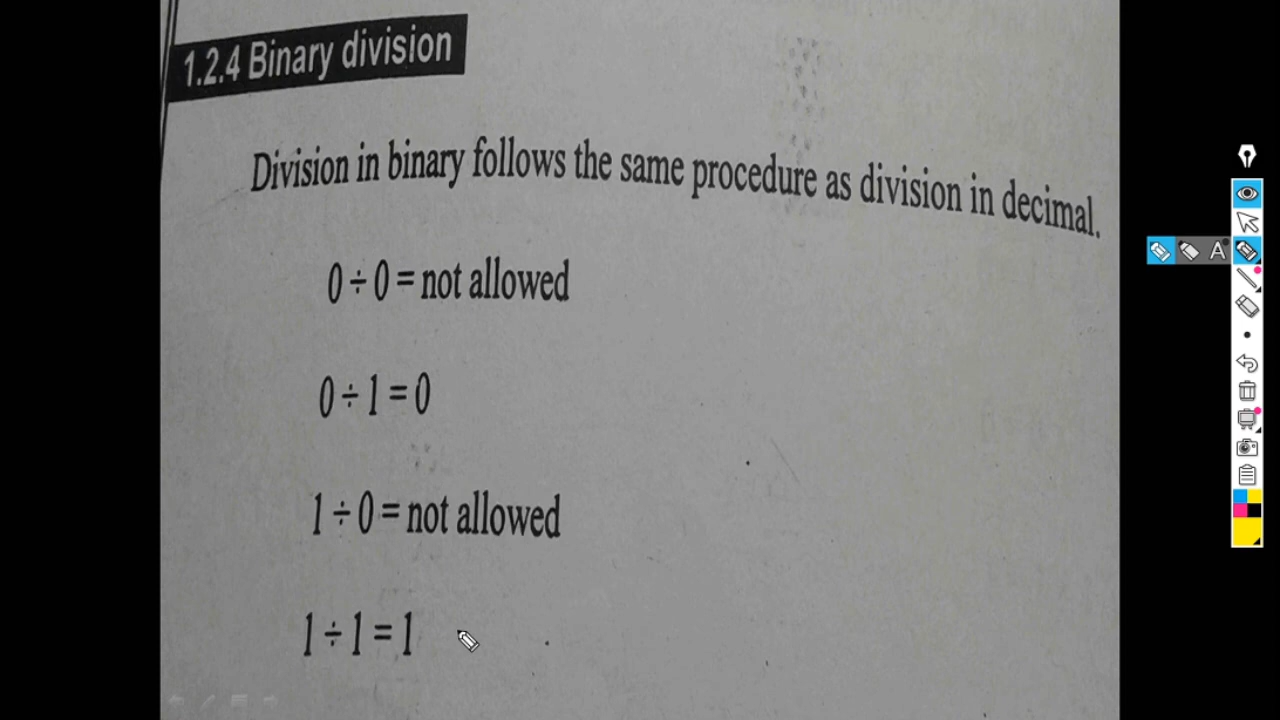 1.2.4 Binary division
Division in binary follows the same procedure as division in decimal.
0 ÷ 0 = not allowed
0 ÷ 1 = 0
1 ÷ 0 = not allowed
1 ÷ 1 = 1
A